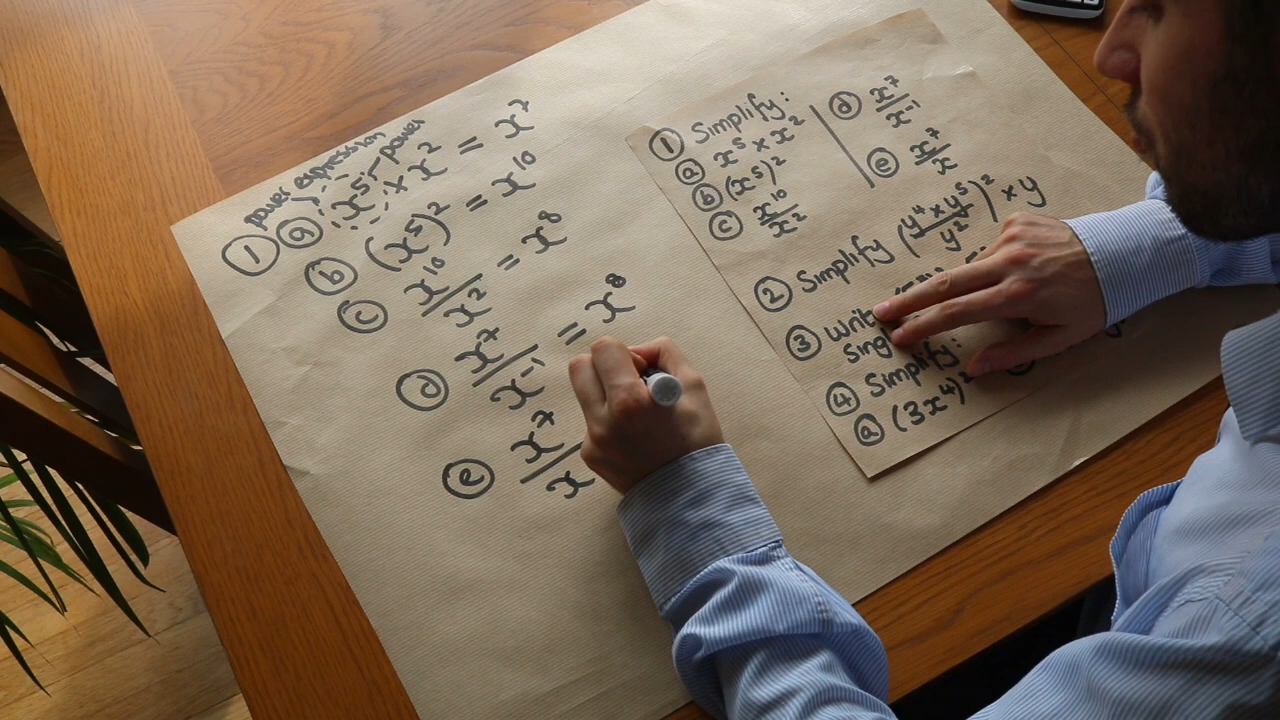 power expression
① ⓐ x⁵ - power
x⁵ × x² = x⁷
ⓑ (x⁵)² = x¹⁰
ⓒ x¹⁰/x² = x⁸
ⓓ x⁷/x⁻¹ = x⁸
ⓔ x⁷/x
① Simplify:
ⓐ x⁵ × x²
ⓑ (x⁵)²
ⓒ x¹⁰/x²
ⓓ x⁷/x⁻¹
ⓔ x⁷/x
② Simplify (y⁴ × y⁵/y²)² × y
③
④ Simplify:
ⓐ (3x⁴)²